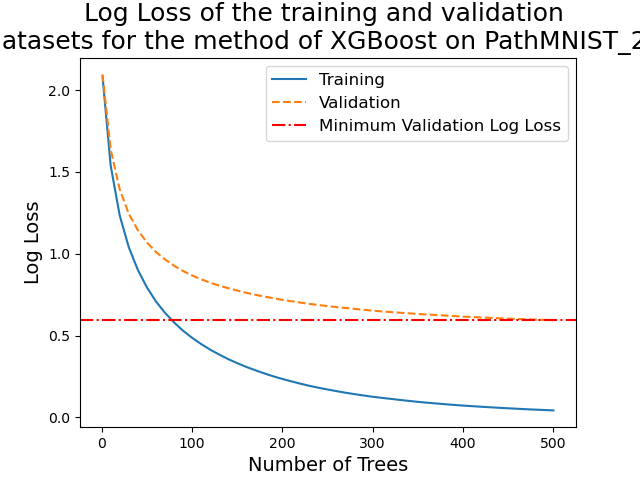 Log Loss of the training and validation
atasets for the method of XGBoost on PathMNIST_2
Training
Validation
Minimum Validation Log Loss
Log Loss
2.0
1.5
1.0
0.5
0.0
0 100 200 300 400 500
Number of Trees